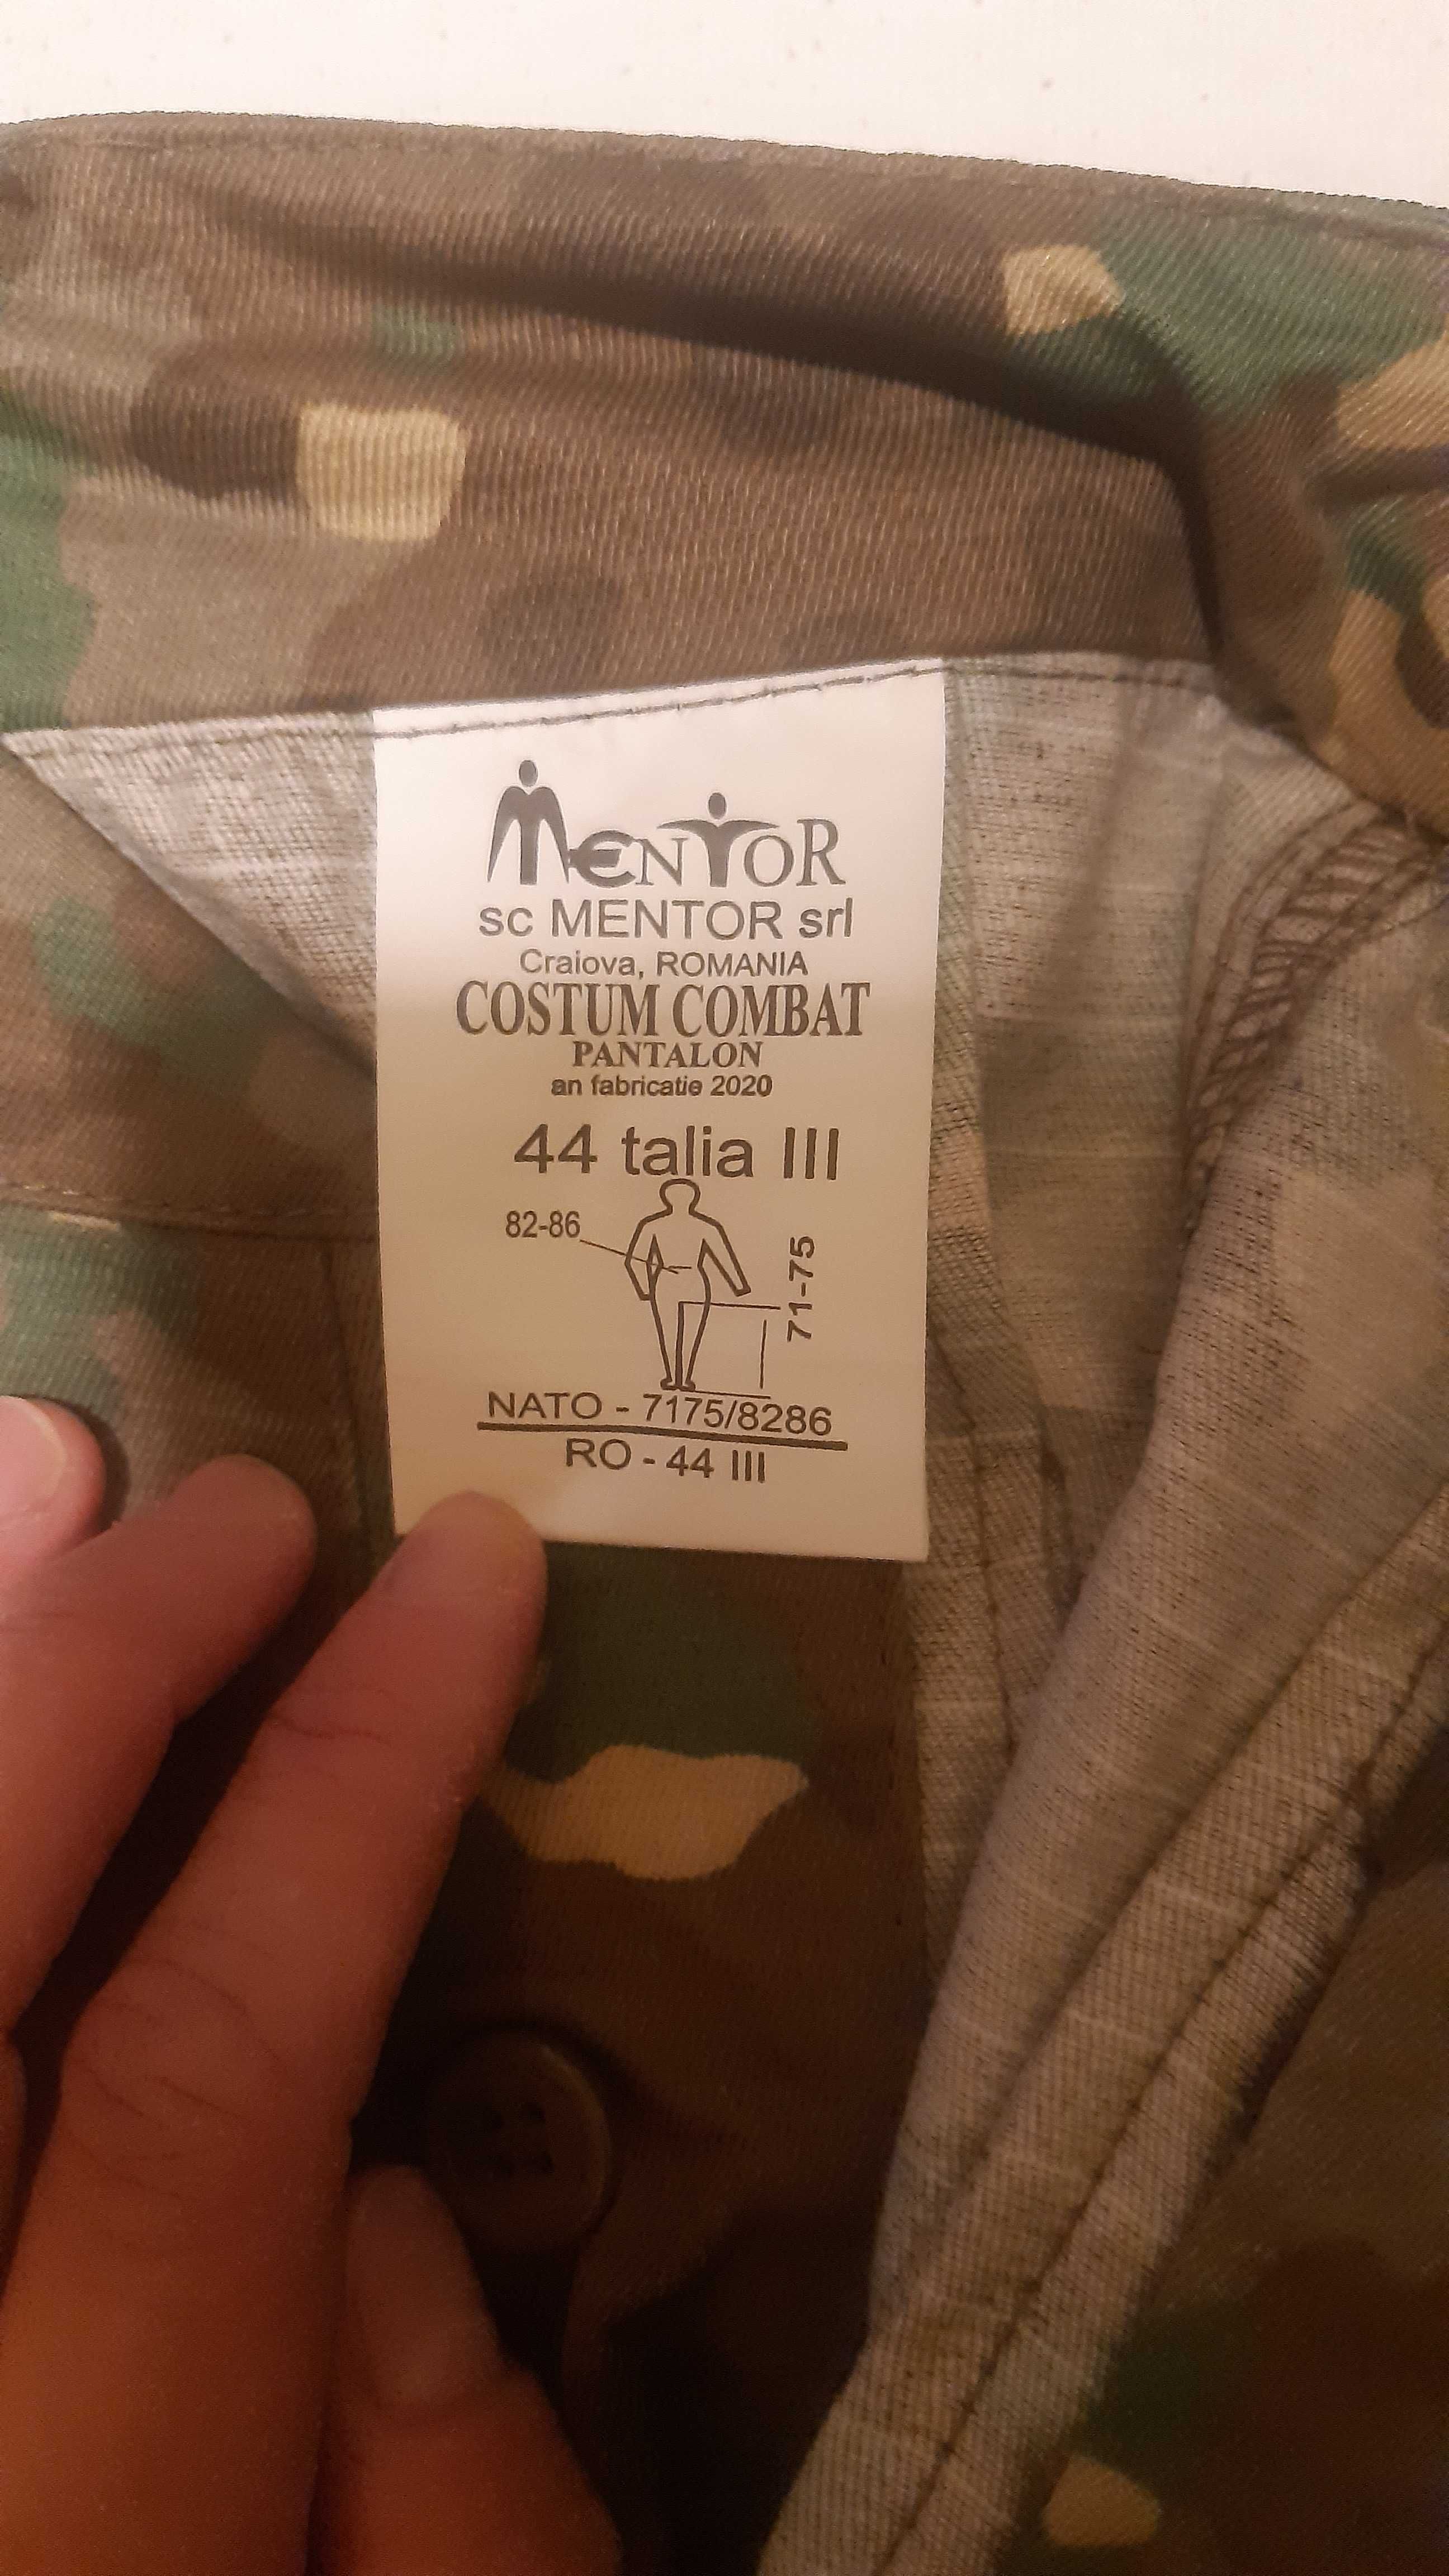 MENTOR
sc MENTOR srl
Craiova, ROMANIA
COSTUM COMBAT
PANTALON
an fabricatie 2020
44 talia III
82-86
71-75
NATO - 7175/8286
RO - 44 III